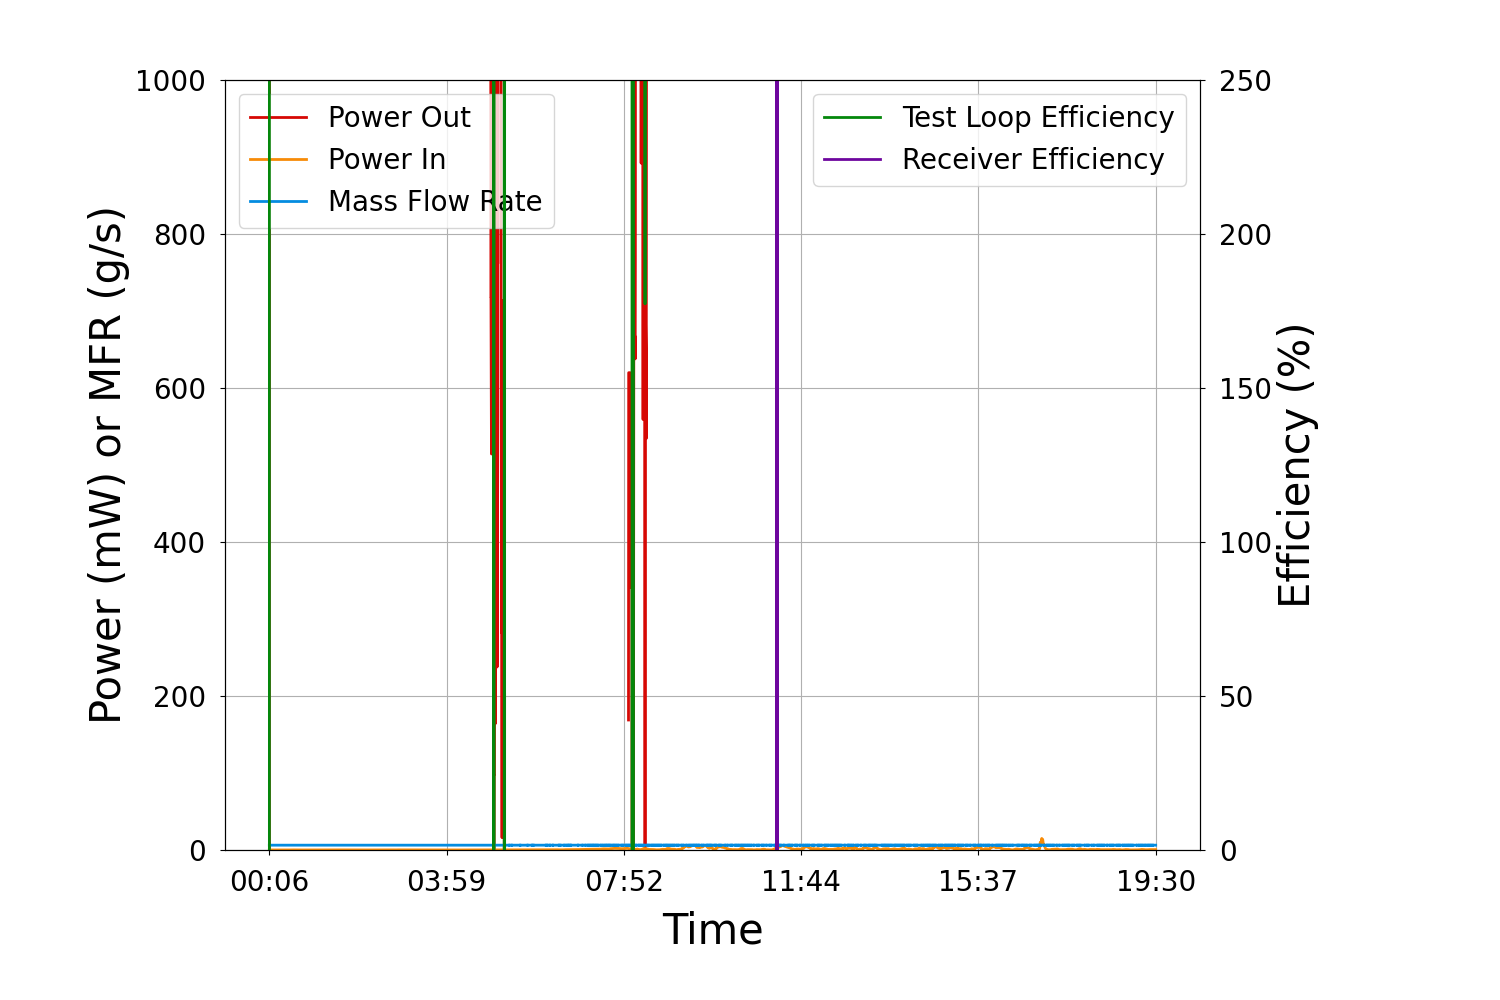 1000
800
600
400
200
0
Power (mW) or MFR (g/s)
Power Out
Power In
Mass Flow Rate
Test Loop Efficiency
Receiver Efficiency
250
200
150
100
50
0
Efficiency (%)
00:06 03:59 07:52 11:44 15:37 19:30
Time